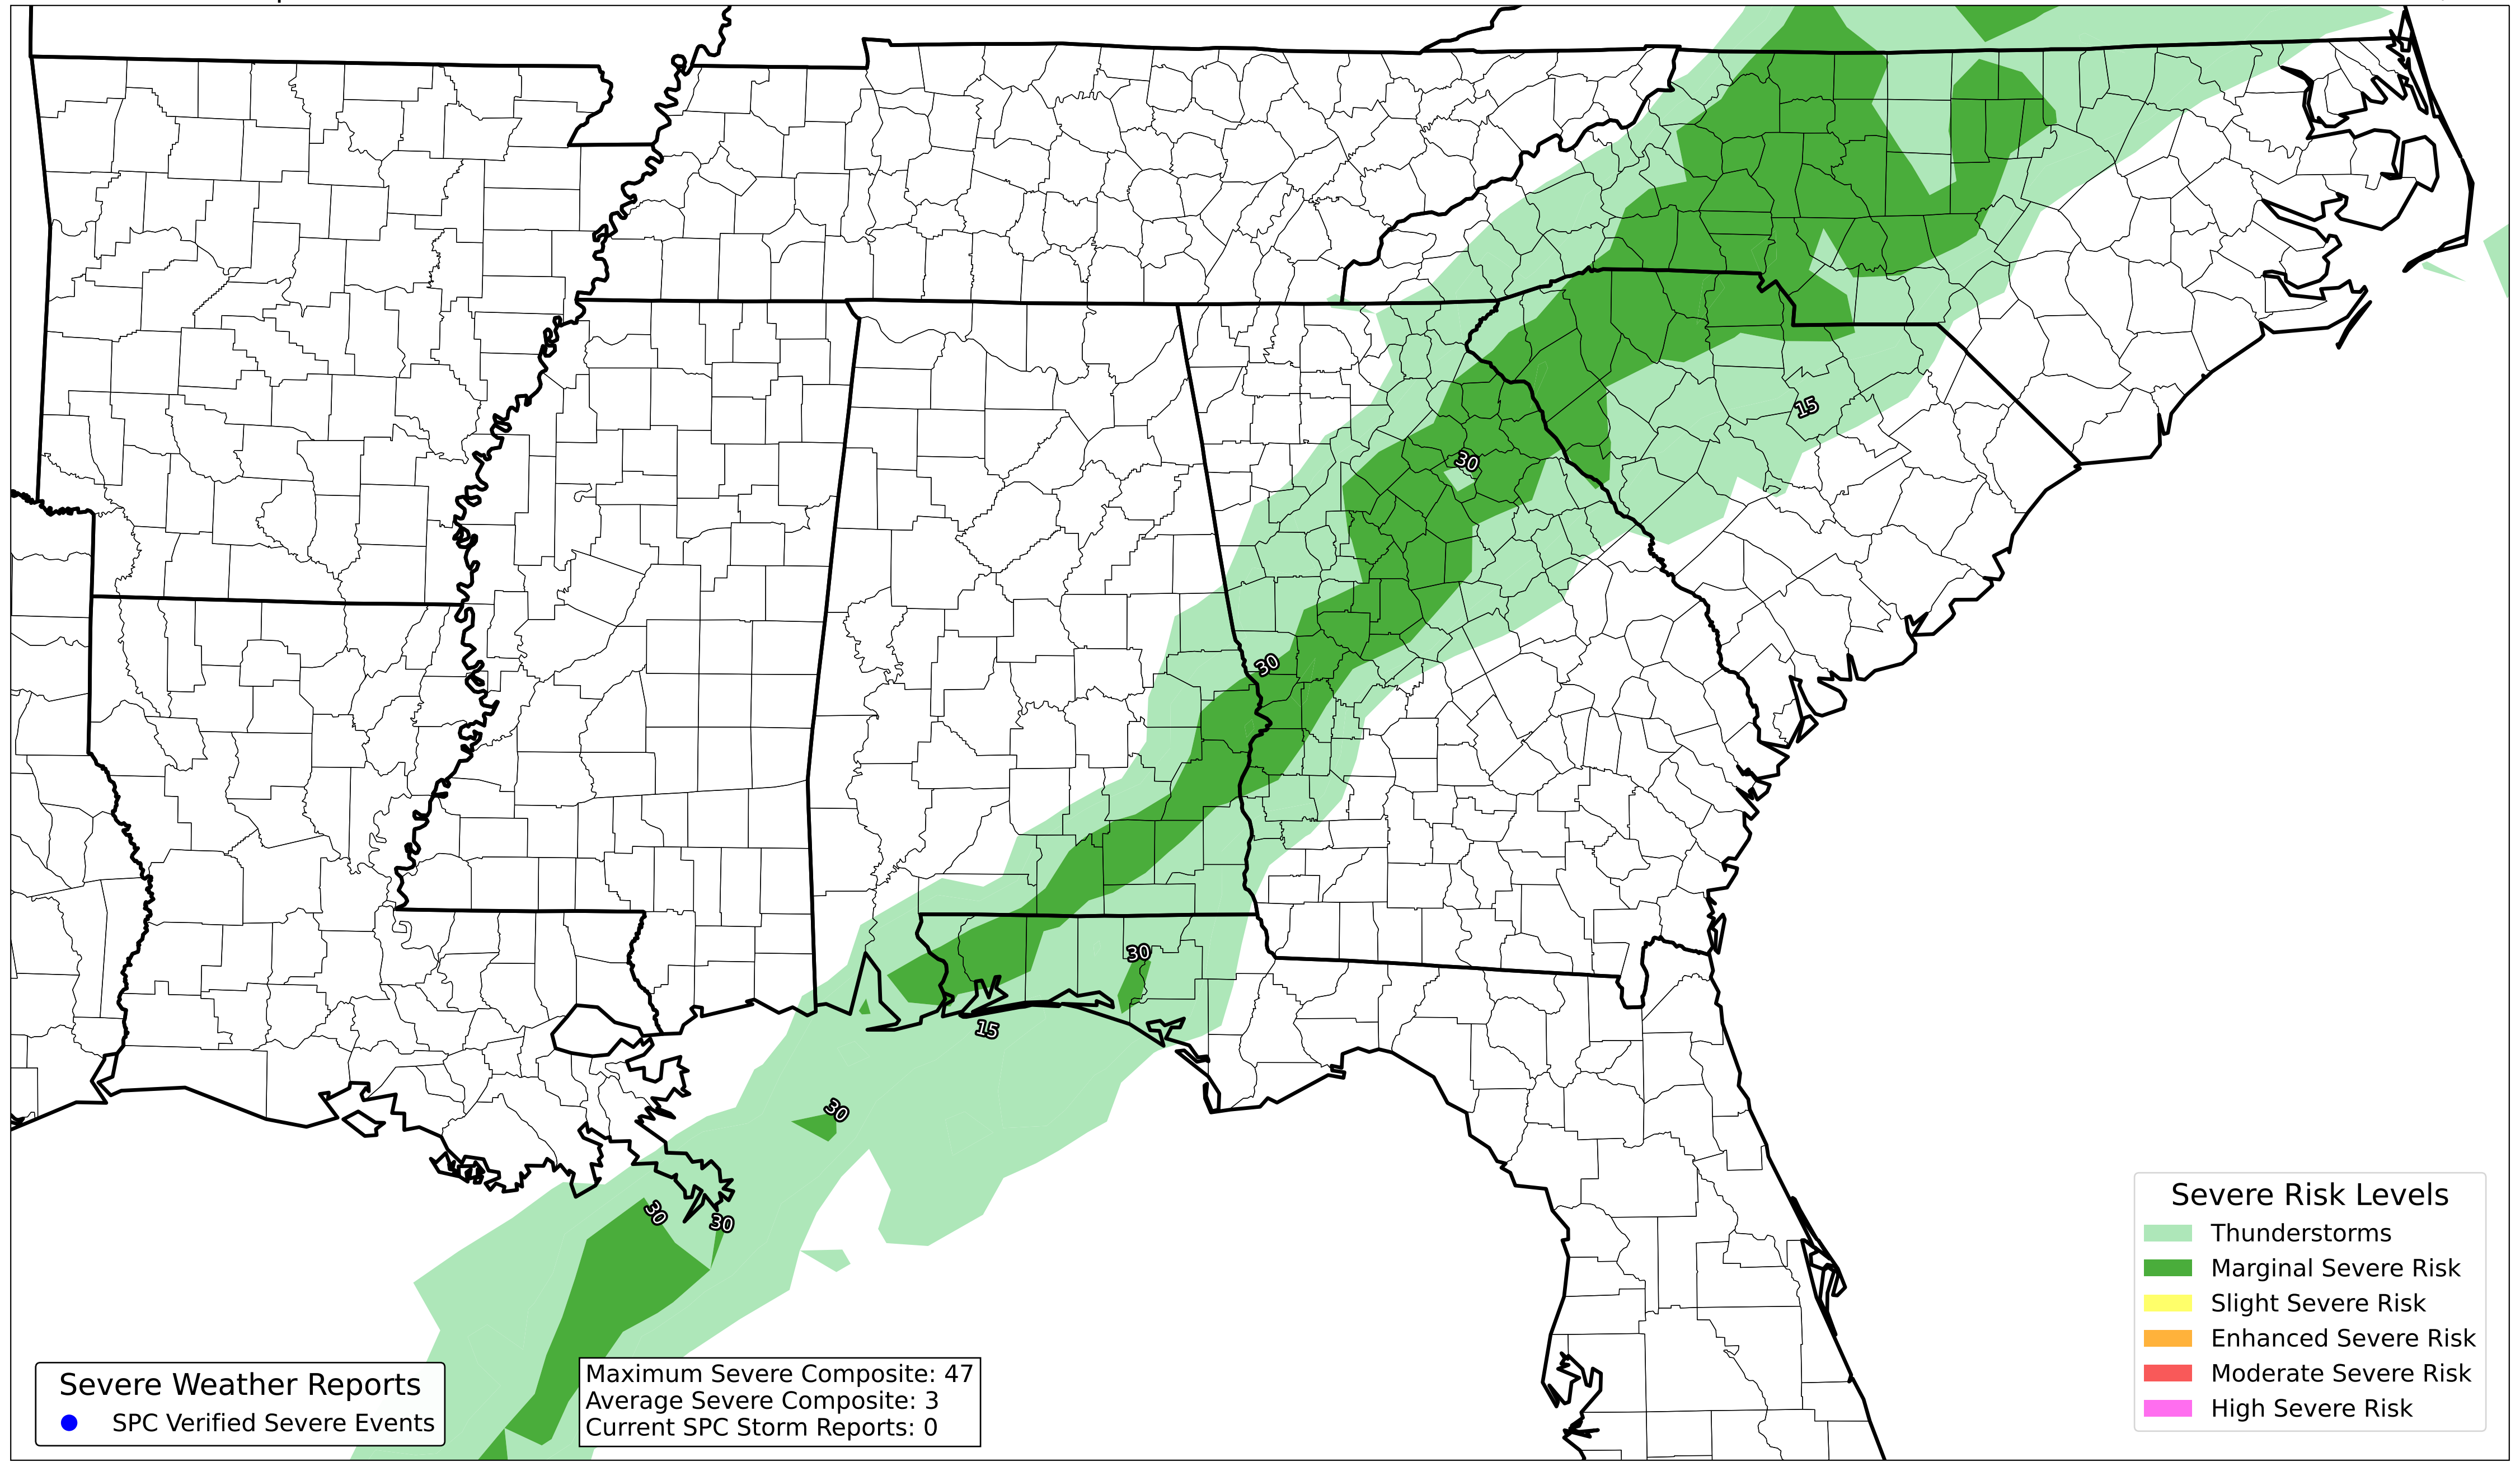 15
30
30
30
15
30
30
30
Severe Risk Levels
Thunderstorms
Marginal Severe Risk
Slight Severe Risk
Enhanced Severe Risk
Moderate Severe Risk
High Severe Risk
Severe Weather Reports
SPC Verified Severe Events
Maximum Severe Composite: 47
Average Severe Composite: 3
Current SPC Storm Reports: 0